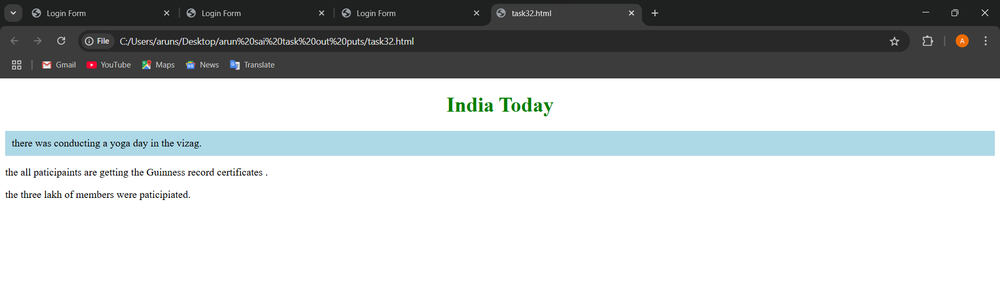 Login Form
Login Form
Login Form
task32.html
File C:/Users/aruns/Desktop/arun%20sai%20task%20out%20puts/task32.html
A
Gmail YouTube Maps News Translate
India Today
there was conducting a yoga day in the vizag.
the all paticipaints are getting the Guinness record certificates .
the three lakh of members were paticipiated.